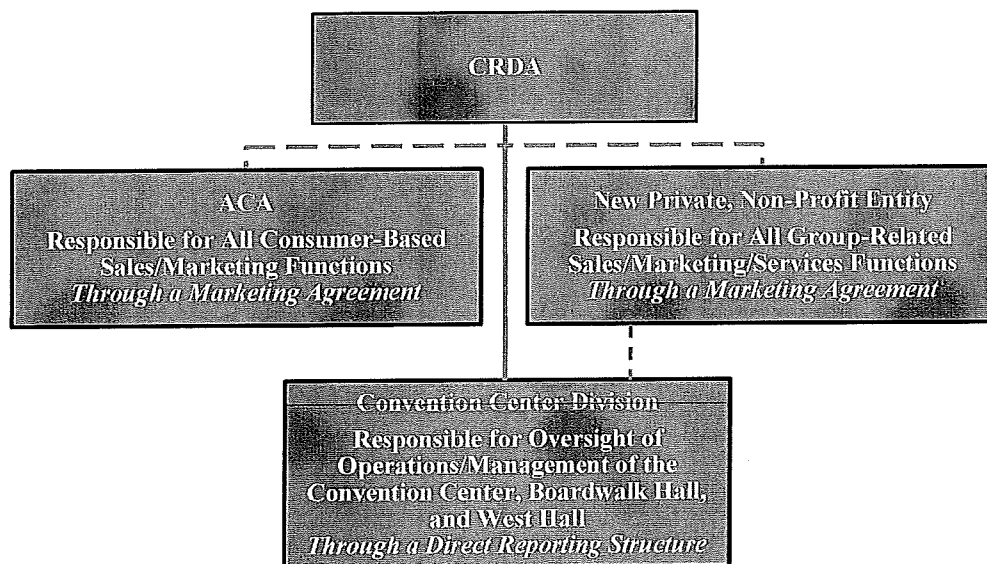 CRDA
ACA
Responsible for All Consumer-Based
Sales/Marketing Functions
Through a Marketing Agreement
New Private, Non-Profit Entity
Responsible for All Group-Related
Sales/Marketing/Services Functions
Through a Marketing Agreement
Convention Center Division
Responsible for Oversight of
Operations/Management of the
Convention Center, Boardwalk Hall,
and West Hall
Through a Direct Reporting Structure